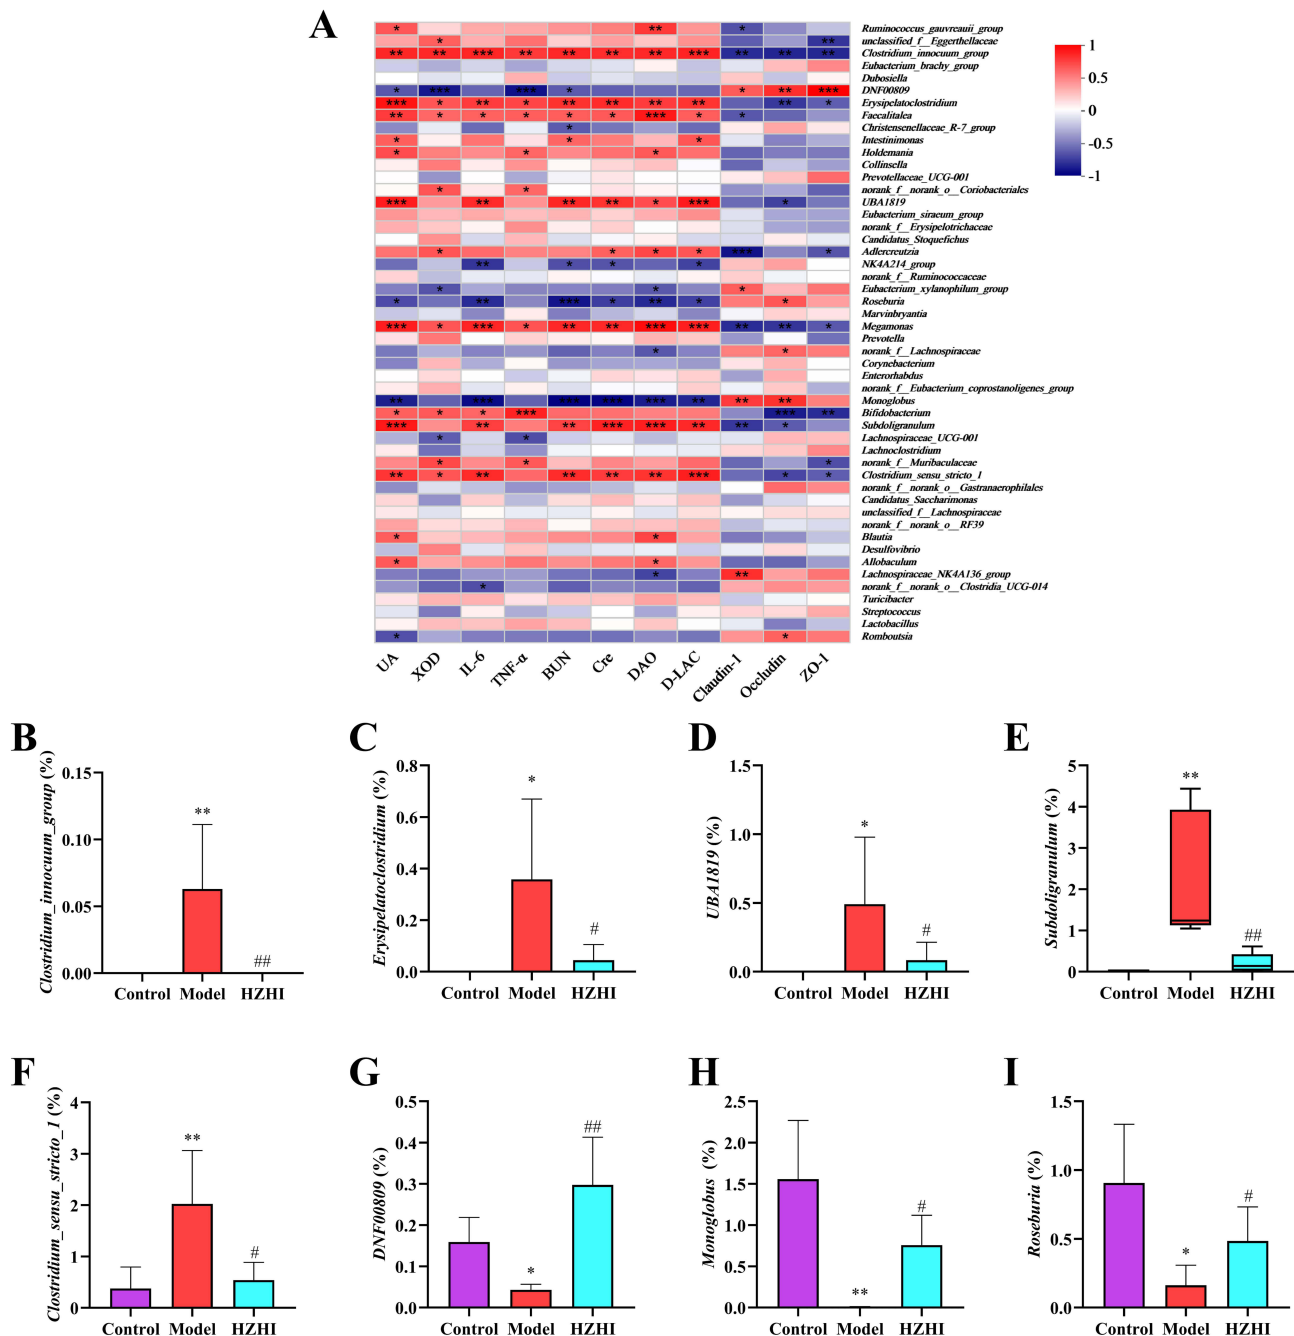 A
* ** * Ruminococcus_gauvreauii_group
* ** unclassified_f__Eggerthellaceae
** ** *** ** ** ** ** *** ** ** ** Clostridium_innocuum_group
Eubacterium_brachy_group
Dubosiella
* *** *** * * ** *** DNF00809
*** * ** * ** ** ** ** ** * Erysipelatoclostridium
** * * * * * *** * * Faecalitalea
* Christensenellaceae_R-7_group
* * * Intestinimonas
* * * Holdemania
Collinsella
Prevotellaceae_UCG-001
* * norank_f__norank_o__Coriobacteriales
*** ** ** ** * *** * UBA1819
Eubacterium_siraeum_group
norank_f__Erysipelotrichaceae
Candidatus_Stoquefichus
* * * * *** * Adlercreutzia
** * * * NK4A214_group
norank_f__Ruminococcaceae
* * * Eubacterium_xylanophilum_group
* ** *** * ** * * Roseburia
Marvinbryantia
*** * *** * ** ** *** *** ** ** * Megamonas
Prevotella
* * norank_f__Lachnospiraceae
Corynebacterium
Enterorhabdus
norank_f__Eubacterium_coprostanoligenes_group
** *** *** *** *** ** ** ** Monoglobus
* * * *** *** ** Bifidobacterium
*** ** ** *** *** ** ** * Subdoligranulum
* * Lachnospiraceae_UCG-001
Lachnoclostridium
* * * norank_f__Muribaculaceae
** * ** ** ** ** *** * * Clostridium_sensu_stricto_1
norank_f__norank_o__Gastranaerophilales
Candidatus_Saccharimonas
unclassified_f__Lachnospiraceae
norank_f__norank_o__RF39
* * Blautia
Desulfovibrio
* * Allobaculum
* ** Lachnospiraceae_NK4A136_group
* norank_f__norank_o__Clostridia_UCG-014
Turicibacter
Streptococcus
Lactobacillus
* * Romboutsia
UA XOD IL-6 TNF-α BUN Cre DAO D-LAC Claudin-1 Occludin ZO-1
1
0.5
0
-0.5
-1
B
Clostridium_innocuum_group (%)
0.15
0.10
0.05
0.00
**
##
Control Model HZHI
C
Erysipelatoclostridium (%)
0.8
0.6
0.4
0.2
0.0
*
#
Control Model HZHI
D
UBA1819 (%)
1.5
1.0
0.5
0.0
*
#
Control Model HZHI
E
Subdoligranulum (%)
5
4
3
2
1
0
**
##
Control Model HZHI
F
Clostridium_sensu_stricto_1 (%)
4
3
2
1
0
**
#
Control Model HZHI
G
DNF00809 (%)
0.5
0.4
0.3
0.2
0.1
0.0
*
##
Control Model HZHI
H
Monoglobus (%)
2.5
2.0
1.5
1.0
0.5
0.0
**
#
Control Model HZHI
I
Roseburia (%)
1.5
1.0
0.5
0.0
*
#
Control Model HZHI